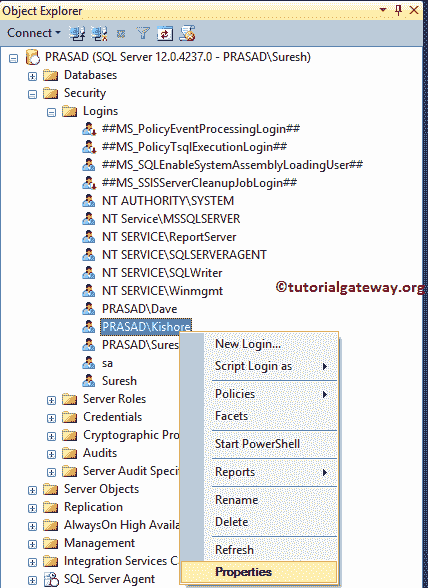 Object Explorer
Connect
PRASAD (SQL Server 12.0.4237.0 - PRASAD\Suresh)
Databases
Security
Logins
##MS_PolicyEventProcessingLogin##
##MS_PolicyTsqlExecutionLogin##
##MS_SQLEnableSystemAssemblyLoadingUser##
##MS_SSISServerCleanupJobLogin##
NT AUTHORITY\SYSTEM
NT Service\MSSQLSERVER
NT SERVICE\ReportServer
NT SERVICE\SQLSERVERAGENT
NT SERVICE\SQLWriter
NT SERVICE\Winmgmt
©tutorialgateway.org
PRASAD\Dave
PRASAD\Kishore
PRASAD\Sures
sa
Suresh
Server Roles
Credentials
Cryptographic Pro
Audits
Server Audit Specif
Server Objects
Replication
AlwaysOn High Availa
Management
Integration Services C
SQL Server Agent
New Login...
Script Login as
Policies
Facets
Start PowerShell
Reports
Rename
Delete
Refresh
Properties